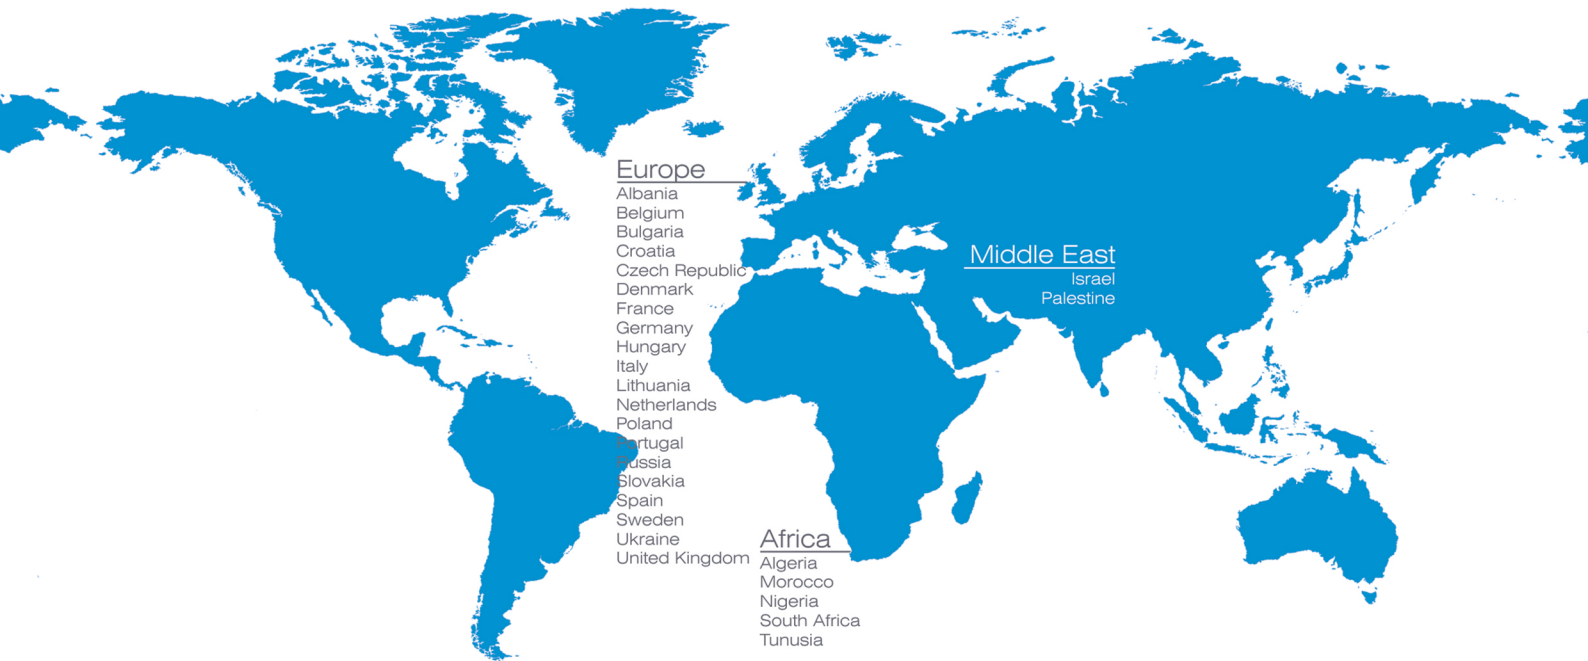 Europe
Albania
Belgium
Bulgaria
Croatia
Czech Republic
Denmark
France
Germany
Hungary
Italy
Lithuania
Netherlands
Poland
Portugal
Russia
Slovakia
Spain
Sweden
Ukraine
United Kingdom
Middle East
Israel
Palestine
Africa
Algeria
Morocco
Nigeria
South Africa
Tunusia